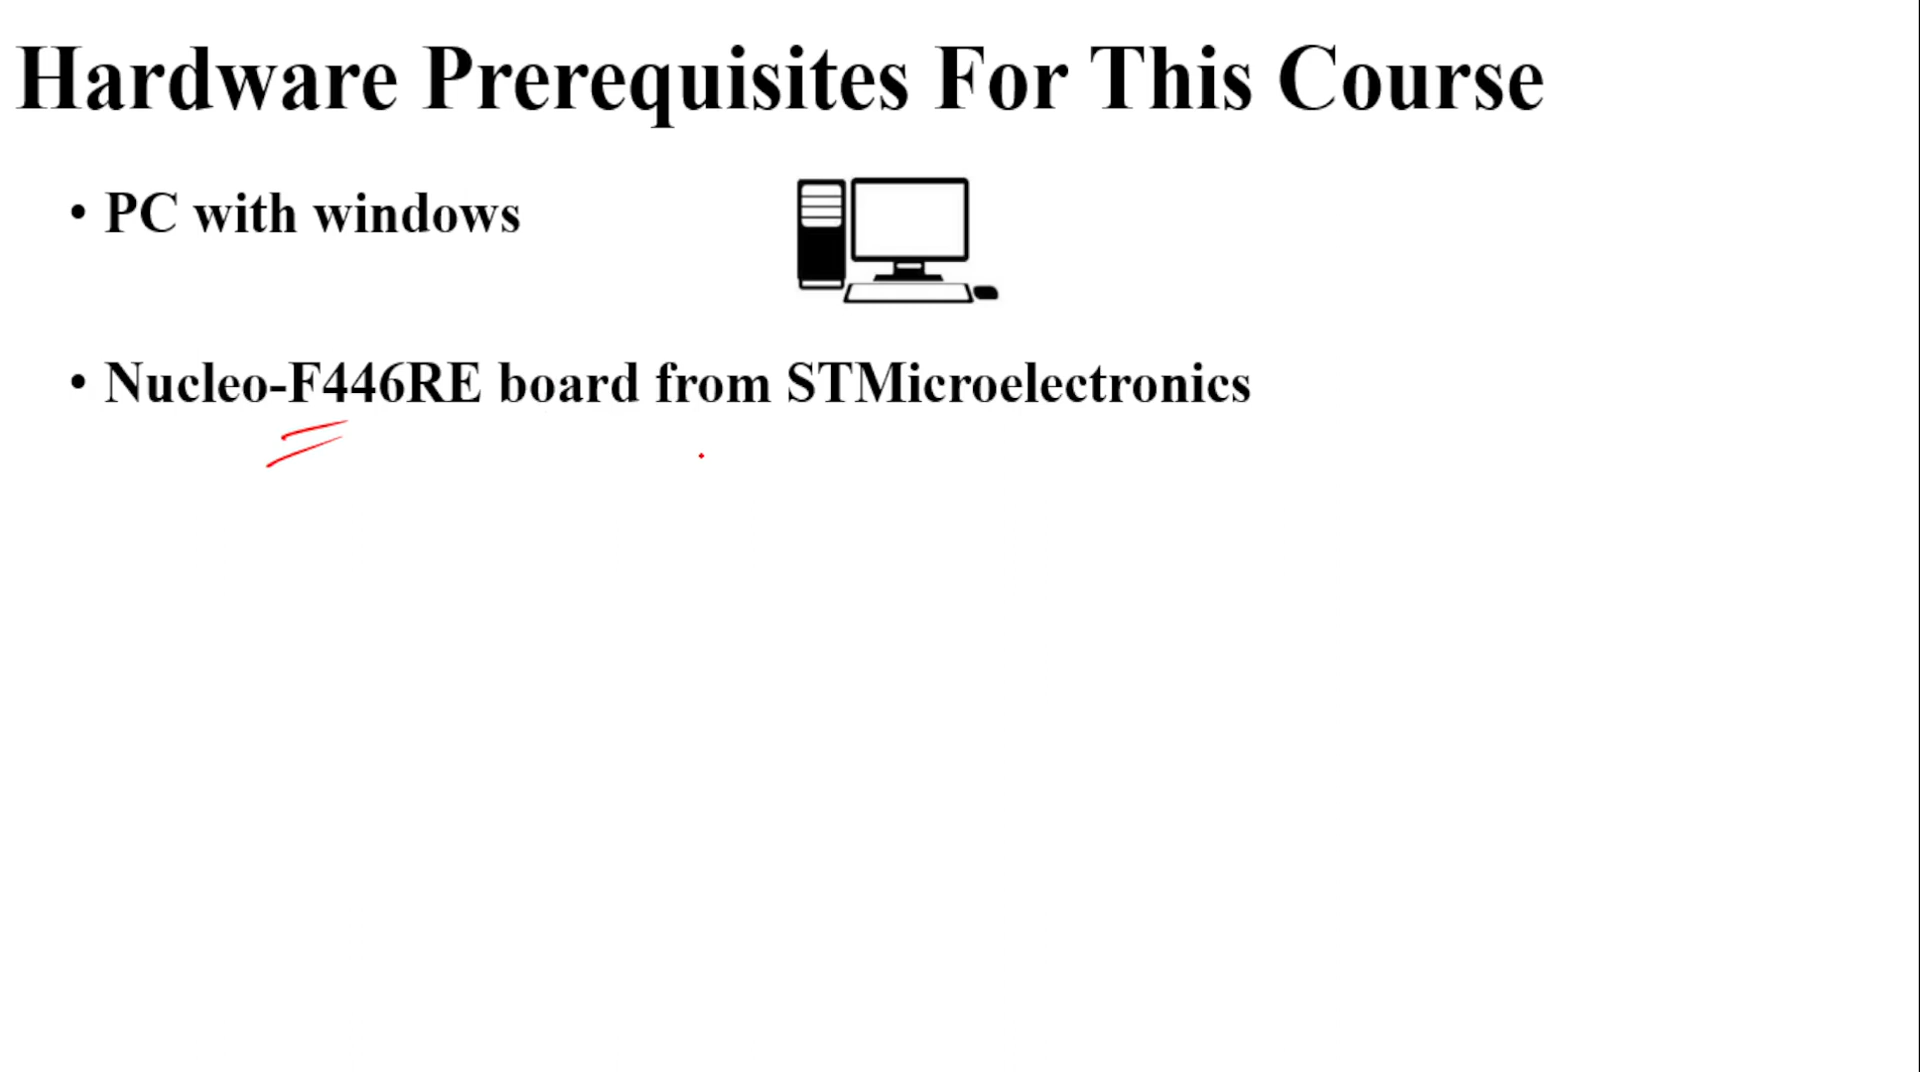 Hardware Prerequisites For This Course
• PC with windows
• Nucleo-F446RE board from STMicroelectronics